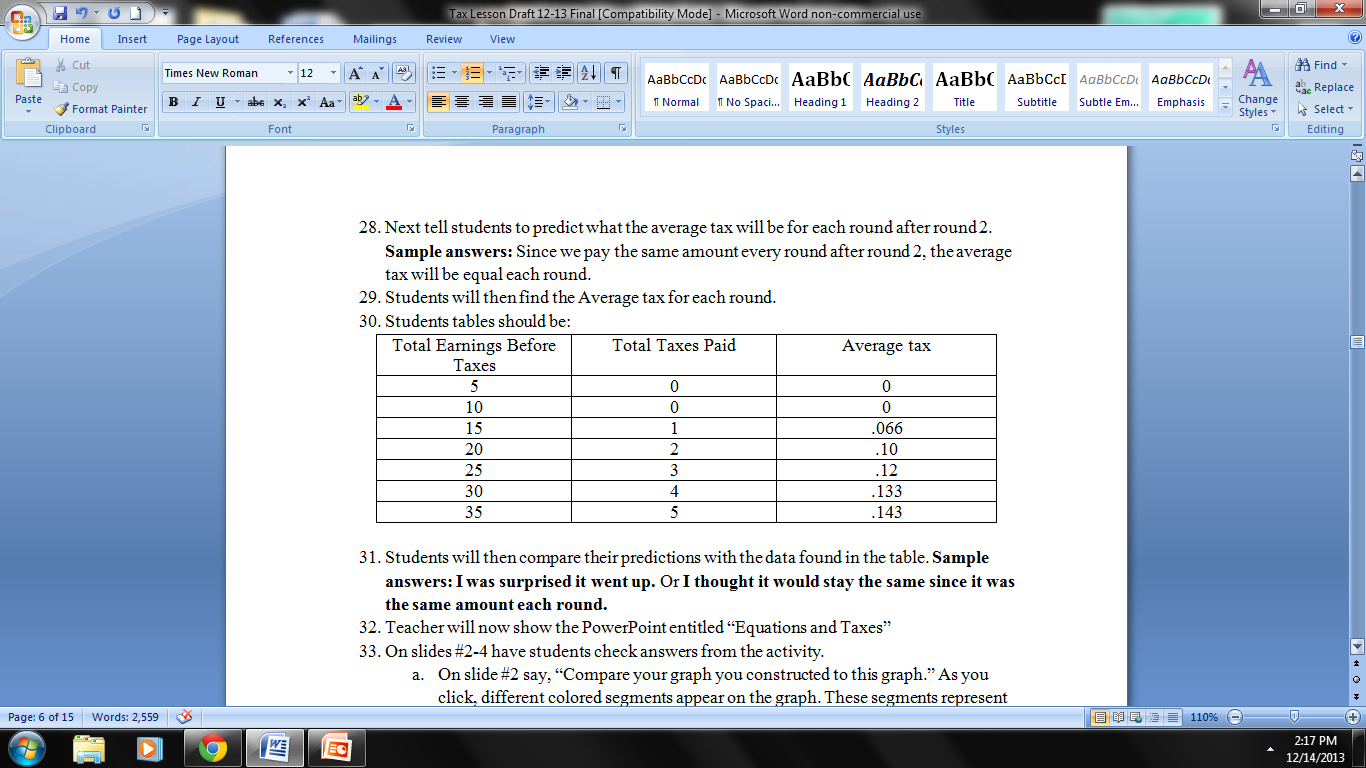 Tax Lesson Draft 12-13 Final [Compatibility Mode] - Microsoft Word non-commercial use
Home Insert Page Layout References Mailings Review View
Paste Cut Copy Format Painter
Times New Roman 12
B I U abc X₂ X² Aa
AaBbCcDc AaBbCcDc AaBbC AaBbC AaBbC AaBbCcI AaBbCcDc AaBbCcDc
¶ Normal ¶ No Spaci... Heading 1 Heading 2 Title Subtitle Subtle Em... Emphasis
Change Styles
Find Replace Select
Clipboard Font Paragraph Styles Editing
28. Next tell students to predict what the average tax will be for each round after round 2.
Sample answers: Since we pay the same amount every round after round 2, the average
tax will be equal each round.
29. Students will then find the Average tax for each round.
30. Students tables should be:
Total Earnings Before Taxes Total Taxes Paid Average tax
5 0 0
10 0 0
15 1 .066
20 2 .10
25 3 .12
30 4 .133
35 5 .143
31. Students will then compare their predictions with the data found in the table. Sample
answers: I was surprised it went up. Or I thought it would stay the same since it was
the same amount each round.
32. Teacher will now show the PowerPoint entitled “Equations and Taxes”
33. On slides #2-4 have students check answers from the activity.
a. On slide #2 say, “Compare your graph you constructed to this graph.” As you
click, different colored segments appear on the graph. These segments represent
Page: 6 of 15 Words: 2,559 110%
2:17 PM
12/14/2013